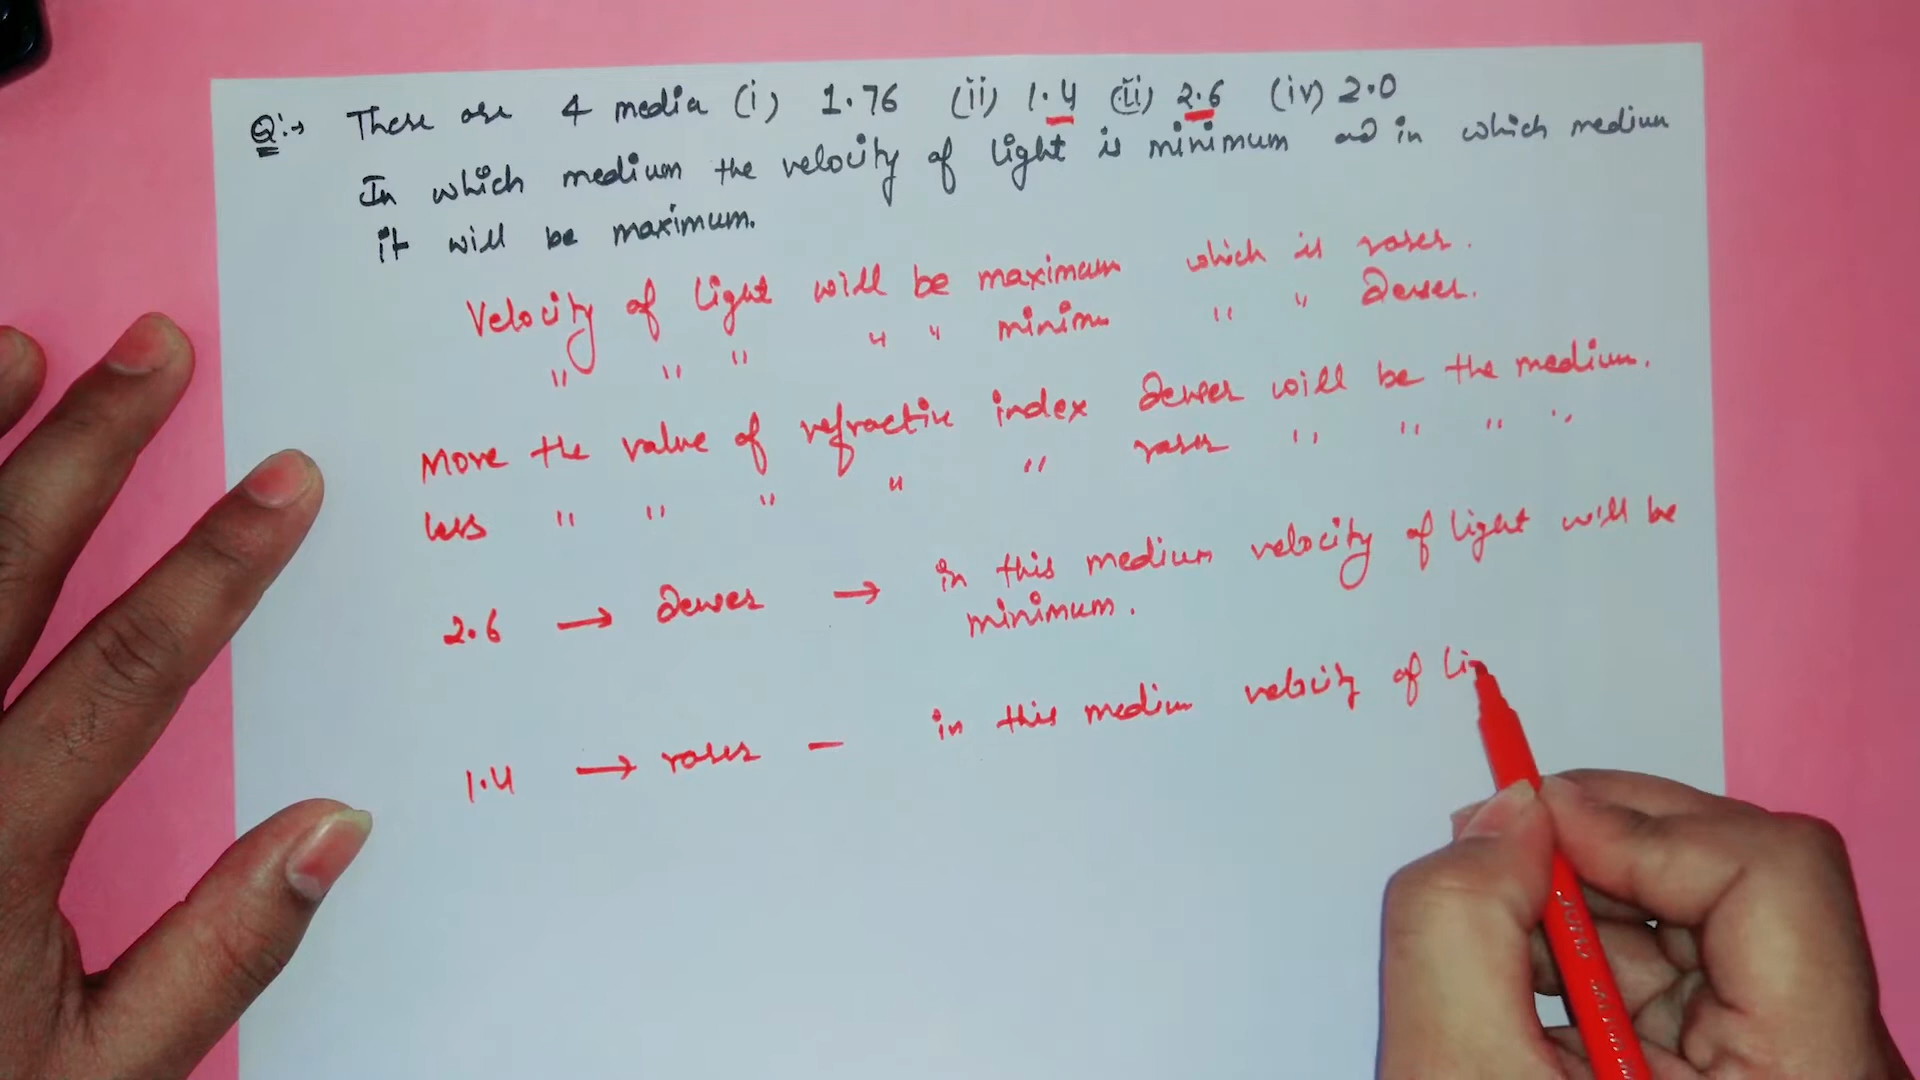 Q:→ There are 4 media (i) 1.76 (ii) 1.4 (iii) 2.6 (iv) 2.0
In which medium the velocity of light is minimum and in which medium
it will be maximum.
Velocity of light will be maximum which is rarer.
" " " " " minimum " " denser.
More the value of refractive index denser will be the medium.
less " " " " " rarer " " " "
2.6 → denser → in this medium velocity of light will be
minimum.
1.4 → rarer — in this medium velocity of Li